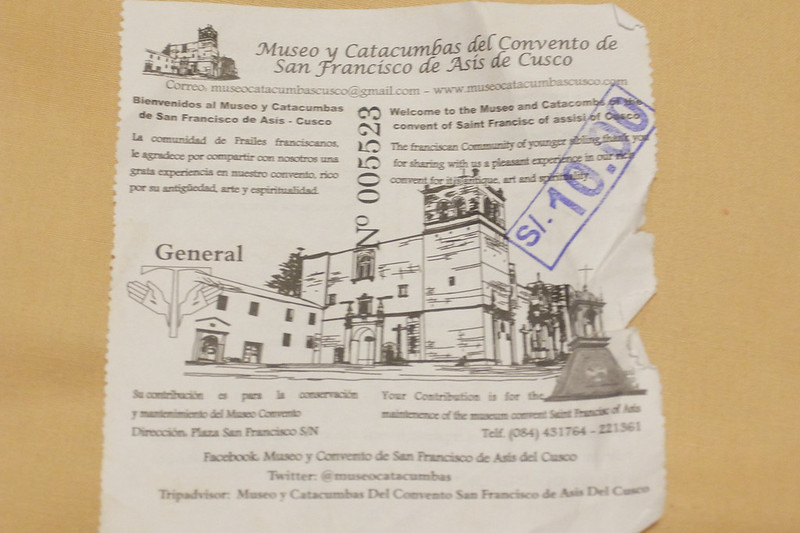 Museo y Catacumbas del Convento de
San Francisco de Asís de Cusco
Correo: museocatacumbascusco@gmail.com - www.museocatacumbascusco.com
Bienvenidos al Museo y Catacumbas
de San Francisco de Asis - Cusco
La comunidad de Frailes franciscanos,
le agradece por compartir con nosotros una
grata experiencia en nuestro convento, rico
por su antigüedad, arte y espiritualidad.
Nº 005523
Welcome to the Museo and Catacombs of the
convent of Saint Francisc of assisi of Cusco
The franciscan Community of younger sibling thank you
for sharing with us a pleasant experience in our rich
convent for it is antique, art and spirituality.
S/. 10.00
General
Su contribución es para la conservación
y mantenimiento del Museo Convento
Dirección: Plaza San Francisco S/N
Your Contribution is for the
maintenence of the museum convent Saint Francisc of Asis
Telf. (084) 431764 - 221361
Facebook: Museo y Convento de San Francisco de Asis del Cusco
Twitter: @museocatacumbas
Tripadvisor: Museo y Catacumbas Del Convento San Francisco de Asis Del Cusco